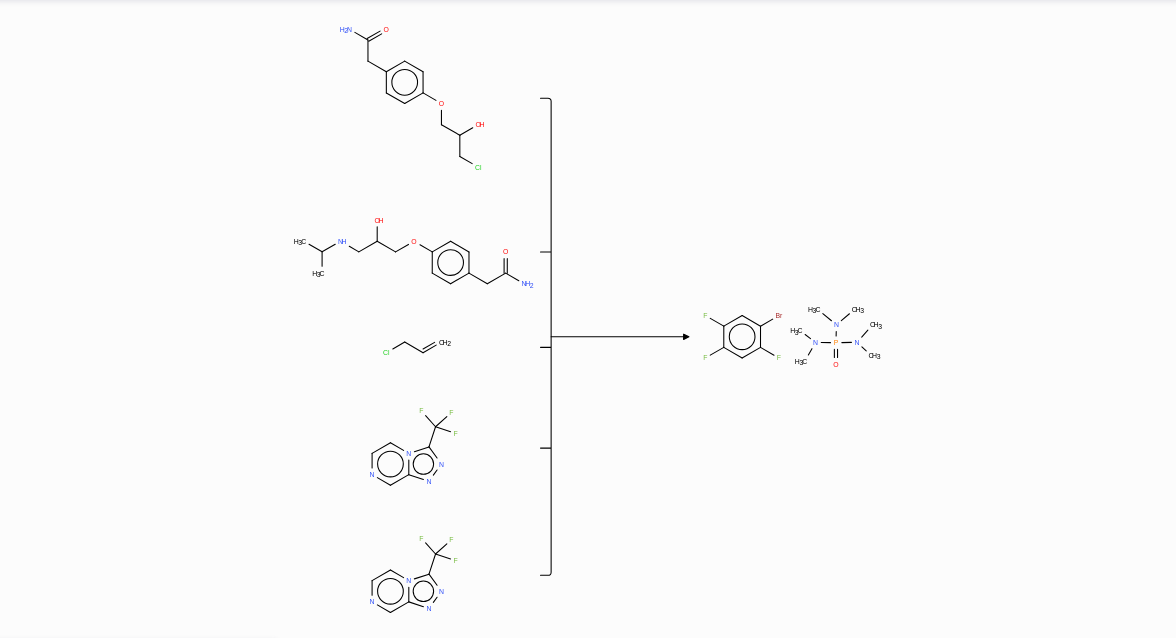 H2N O
O
OH
Cl
OH
H3C NH O O
H3C NH2
Cl CH2
F F
F
N N
N N
F F
F
N N
N N
F Br
F F
H3C CH3
N
H3C CH3
N P N
H3C CH3
O